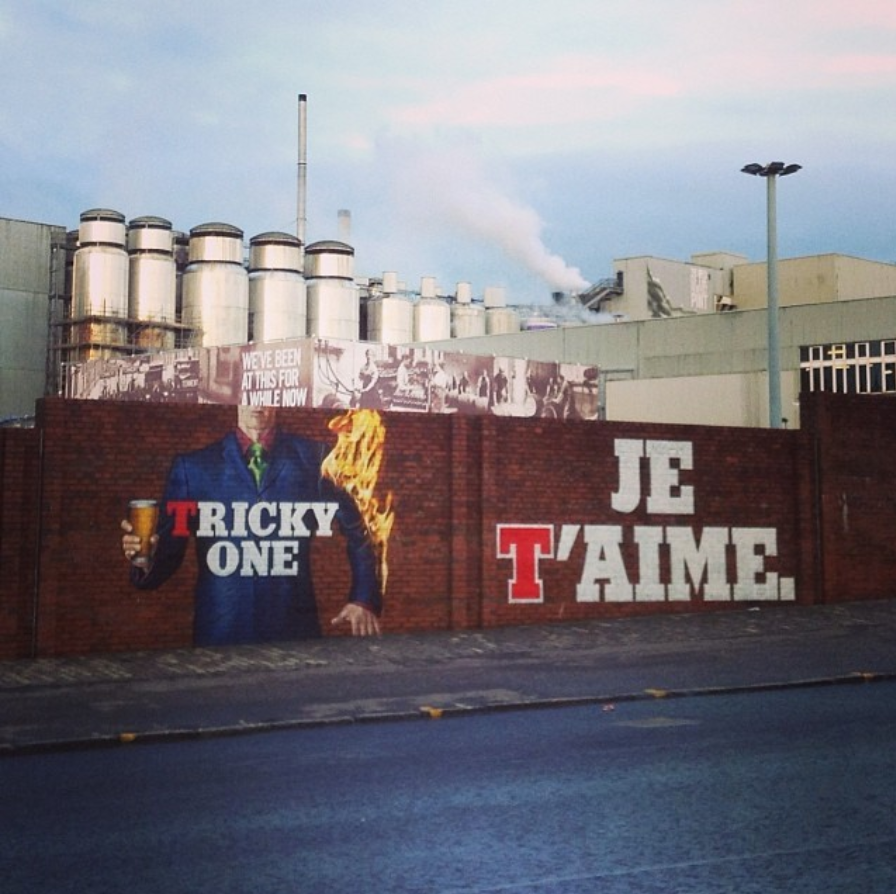 WE'VE BEEN
AT THIS FOR
A WHILE NOW
TRICKY
ONE
JE
T'AIME.